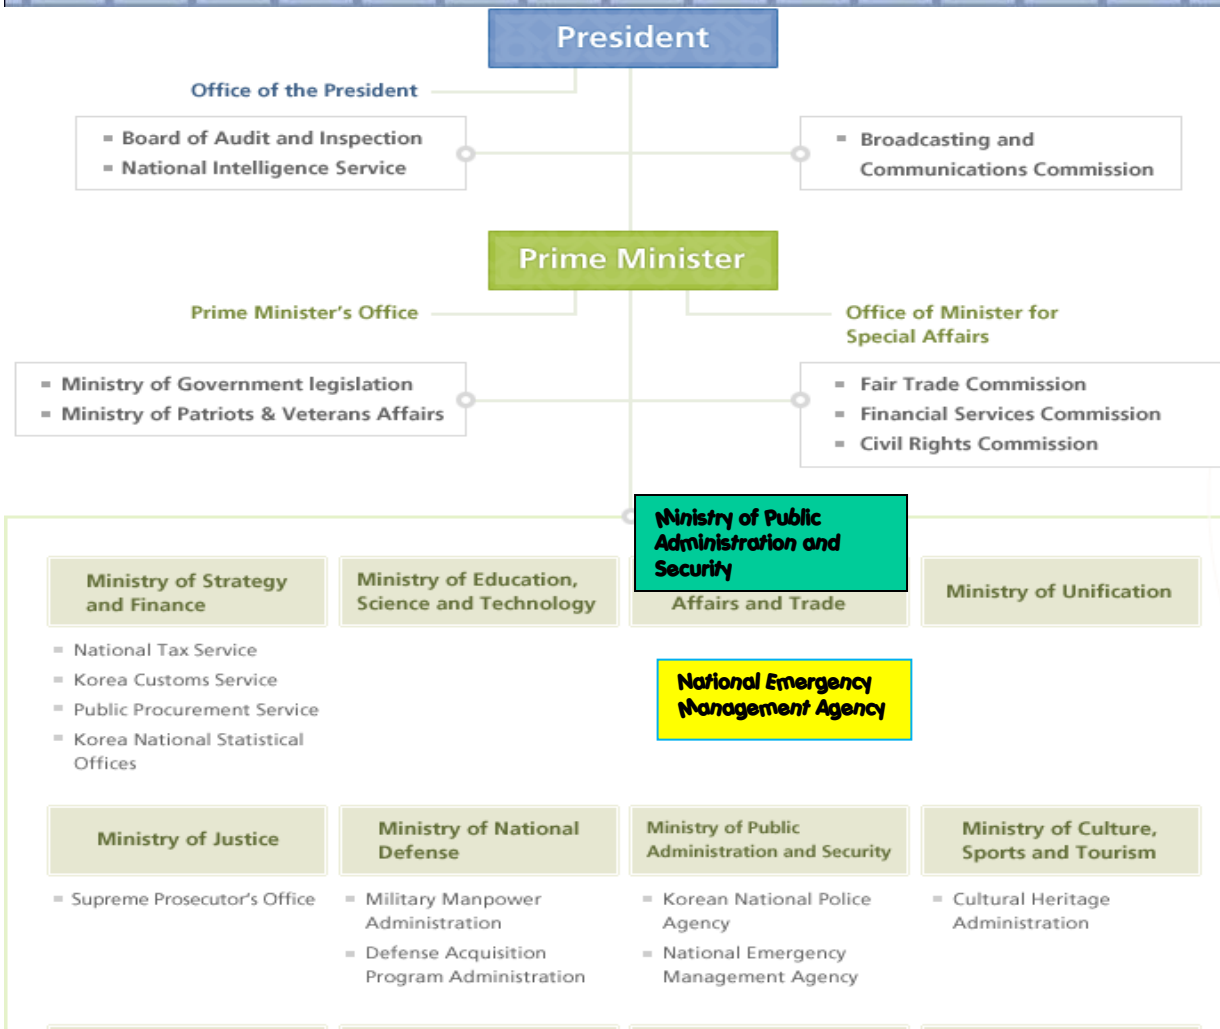 President
Office of the President
Board of Audit and Inspection
National Intelligence Service
Broadcasting and
Communications Commission
Prime Minister
Prime Minister's Office
Office of Minister for
Special Affairs
Ministry of Government legislation
Ministry of Patriots & Veterans Affairs
Fair Trade Commission
Financial Services Commission
Civil Rights Commission
Ministry of Public
Administration and
Security
Ministry of Strategy
and Finance
Ministry of Education,
Science and Technology
Affairs and Trade
Ministry of Unification
National Tax Service
Korea Customs Service
Public Procurement Service
Korea National Statistical
Offices
National Emergency
Management Agency
Ministry of Justice
Ministry of National
Defense
Ministry of Public
Administration and Security
Ministry of Culture,
Sports and Tourism
Supreme Prosecutor's Office
Military Manpower
Administration
Defense Acquisition
Program Administration
Korean National Police
Agency
National Emergency
Management Agency
Cultural Heritage
Administration